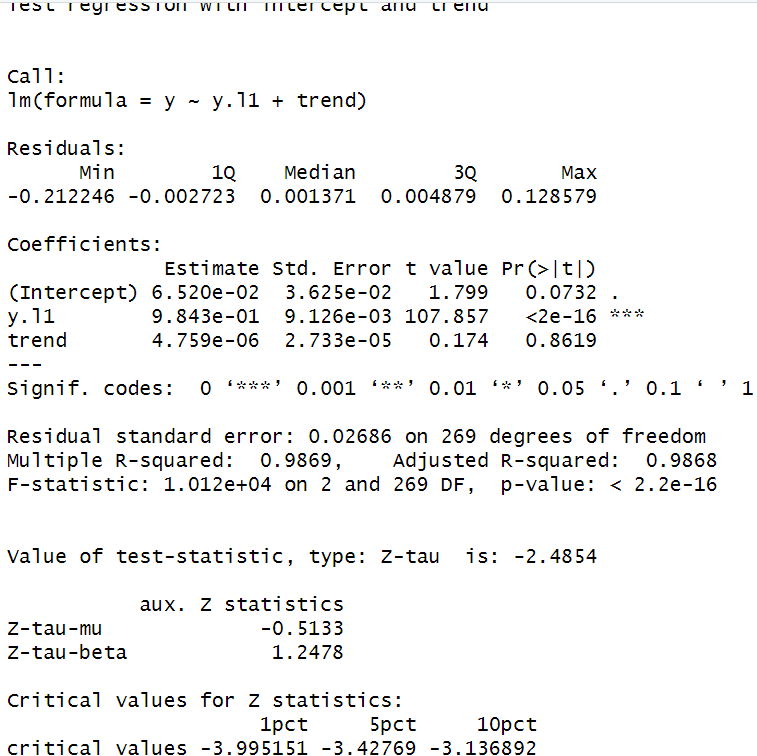 Test regression with intercept and trend
Call:
lm(formula = y ~ y.l1 + trend)
Residuals:
Min 1Q Median 3Q Max
-0.212246 -0.002723 0.001371 0.004879 0.128579
Coefficients:
Estimate Std. Error t value Pr(>|t|)
(Intercept) 6.520e-02 3.625e-02 1.799 0.0732 .
y.l1 9.843e-01 9.126e-03 107.857 <2e-16 ***
trend 4.759e-06 2.733e-05 0.174 0.8619
---
Signif. codes: 0 ‘***’ 0.001 ‘**’ 0.01 ‘*’ 0.05 ‘.’ 0.1 ‘ ’ 1
Residual standard error: 0.02686 on 269 degrees of freedom
Multiple R-squared: 0.9869, Adjusted R-squared: 0.9868
F-statistic: 1.012e+04 on 2 and 269 DF, p-value: < 2.2e-16
Value of test-statistic, type: Z-tau is: -2.4854
aux. Z statistics
Z-tau-mu -0.5133
Z-tau-beta 1.2478
Critical values for Z statistics:
1pct 5pct 10pct
critical values -3.995151 -3.42769 -3.136892